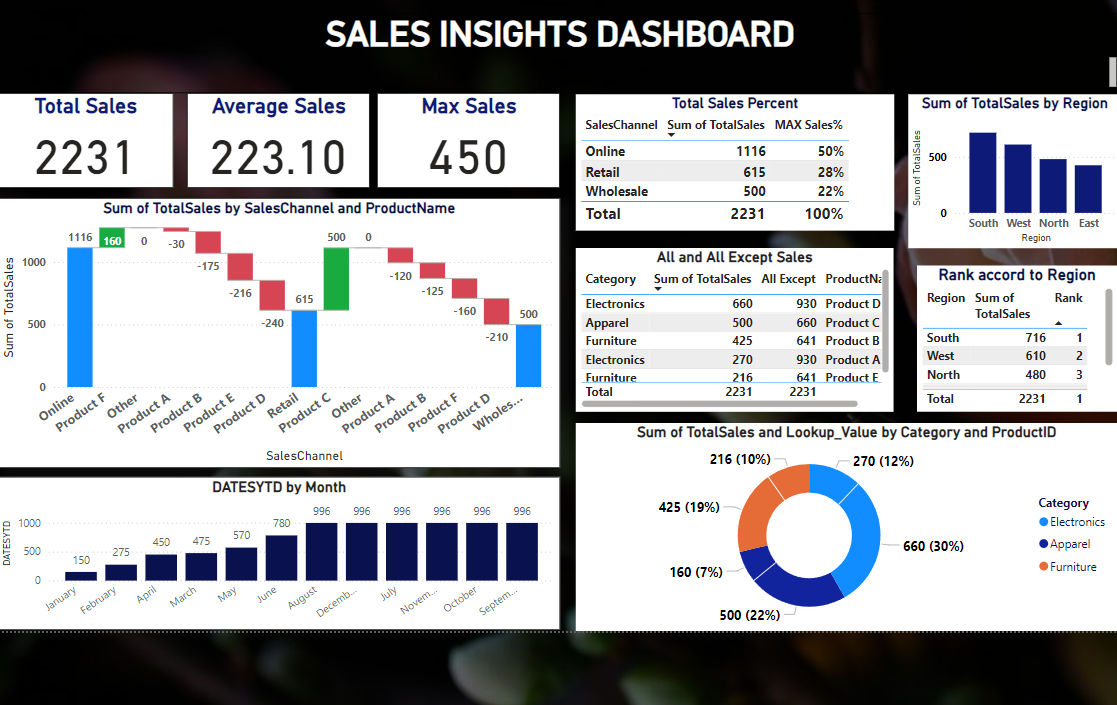 SALES INSIGHTS DASHBOARD
Total Sales
2231
Average Sales
223.10
Max Sales
450
Total Sales Percent
SalesChannel Sum of TotalSales MAX Sales%
Online 1116 50%
Retail 615 28%
Wholesale 500 22%
Total 2231 100%
Sum of TotalSales by Region
Sum of TotalSales
500
0
South West North East
Region
Sum of TotalSales by SalesChannel and ProductName
Sum of TotalSales
1000
500
0
1116 160 0 -30 -175 -216 -240 615 500 0 -120 -125 -160 -210 500
Online Product F Other Product A Product B Product E Product D Retail Product C Other Product A Product B Product F Product D Wholes...
SalesChannel
All and All Except Sales
Category Sum of TotalSales All Except ProductNa
Electronics 660 930 Product D
Apparel 500 660 Product C
Furniture 425 641 Product B
Electronics 270 930 Product A
Furniture 216 641 Product E
Total 2231 2231
Rank accord to Region
Region Sum of TotalSales Rank
South 716 1
West 610 2
North 480 3
Total 2231 1
DATESYTD by Month
DATESYTD
1000
500
0
150 275 450 475 570 780 996 996 996 996 996 996
January February April March May June August Decemb... July Novem... October Septem...
Sum of TotalSales and Lookup_Value by Category and ProductID
216 (10%)
270 (12%)
425 (19%)
660 (30%)
160 (7%)
500 (22%)
Category
Electronics
Apparel
Furniture